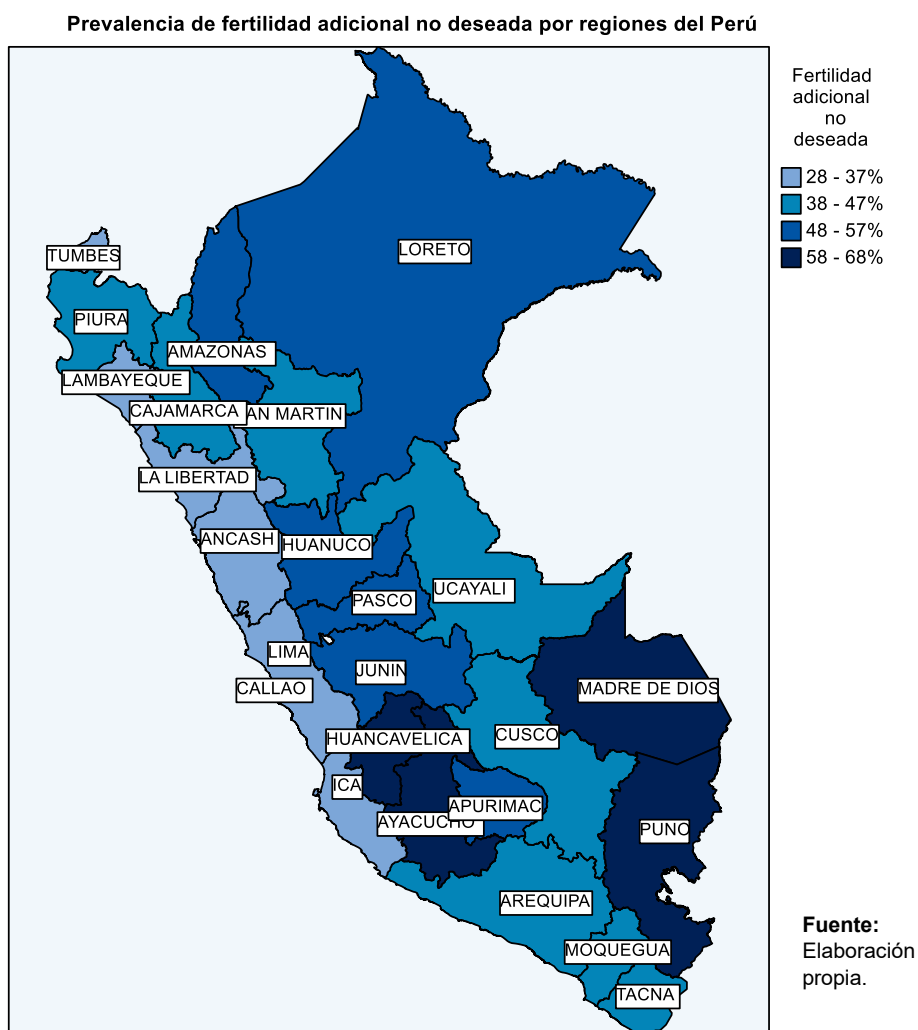 Prevalencia de fertilidad adicional no deseada por regiones del Perú
Fertilidad
adicional
no
deseada
28 - 37%
38 - 47%
48 - 57%
58 - 68%
LORETO
TUMBES
PIURA
AMAZONAS
LAMBAYEQUE
CAJAMARCA
AN MARTIN
LA LIBERTAD
ANCASH
HUANUCO
UCAYALI
PASCO
LIMA
JUNIN
CALLAO
MADRE DE DIOS
HUANCAVELICA
CUSCO
ICA
APURIMAC
AYACUCHO
PUNO
AREQUIPA
MOQUEGUA
TACNA
Fuente:
Elaboración
propia.